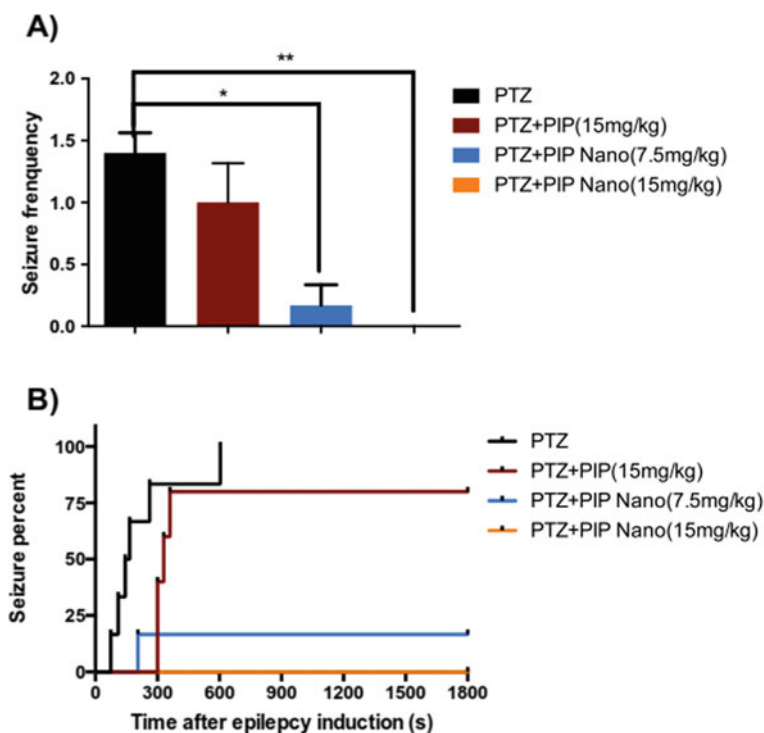 A)
**
*
2.0
1.5
1.0
0.5
0.0
Seizure frenquency
PTZ
PTZ+PIP(15mg/kg)
PTZ+PIP Nano(7.5mg/kg)
PTZ+PIP Nano(15mg/kg)
B)
100
75
50
25
0
Seizure percent
0 300 600 900 1200 1500 1800
Time after epilepcy induction (s)
PTZ
PTZ+PIP(15mg/kg)
PTZ+PIP Nano(7.5mg/kg)
PTZ+PIP Nano(15mg/kg)